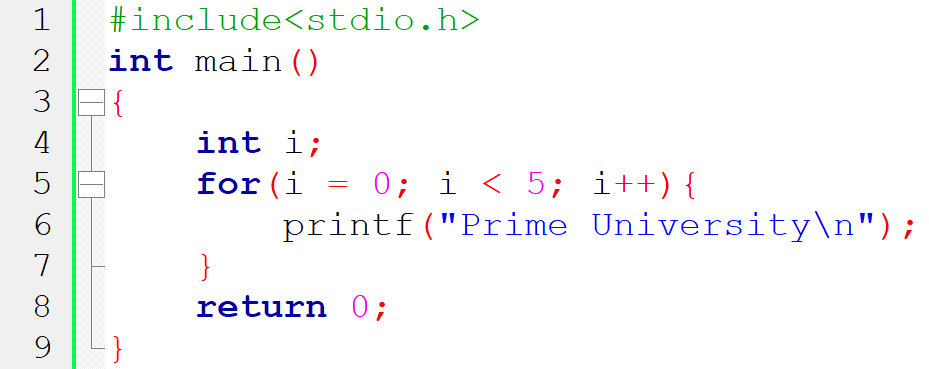 1 #include<stdio.h>
2 int main()
3 {
4     int i;
5     for(i = 0; i < 5; i++){
6         printf("Prime University\n");
7     }
8     return 0;
9 }